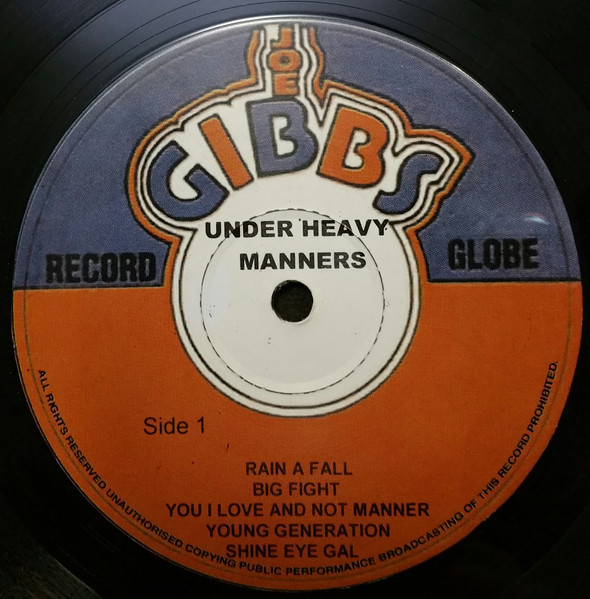 JOE
GIBBS
UNDER HEAVY
MANNERS
RECORD
GLOBE
Side 1
RAIN A FALL
BIG FIGHT
YOU I LOVE AND NOT MANNER
YOUNG GENERATION
SHINE EYE GAL
ALL RIGHTS RESERVED UNAUTHORISED COPYING PUBLIC PERFORMANCE BROADCASTING OF THIS RECORD PROHIBITED.